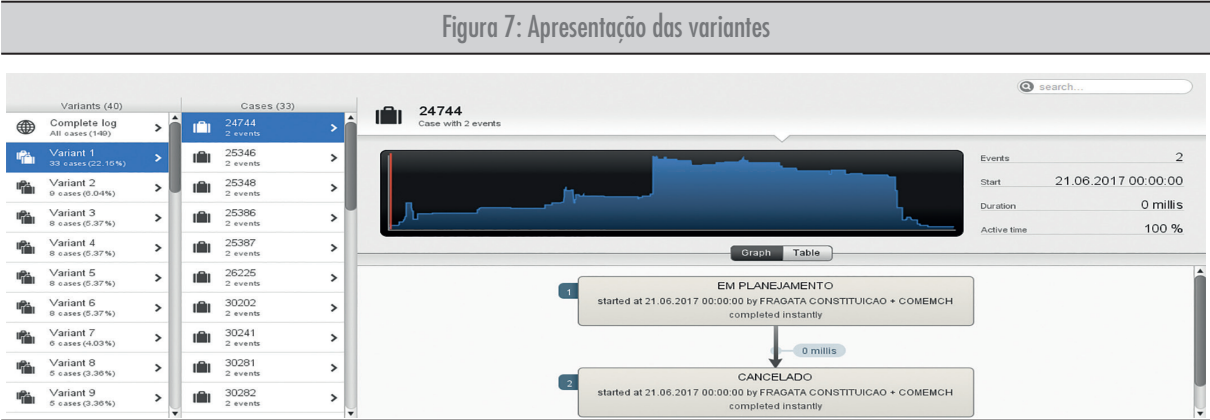 Figura 7: Apresentação das variantes
search...
Variants (40)
Complete log
All cases (149)
Variant 1
33 cases (22.15%)
Variant 2
9 cases (6.04%)
Variant 3
8 cases (5.37%)
Variant 4
8 cases (5.37%)
Variant 5
8 cases (5.37%)
Variant 6
8 cases (5.37%)
Variant 7
6 cases (4.03%)
Variant 8
5 cases (3.36%)
Variant 9
5 cases (3.36%)
Cases (33)
24744
2 events
25346
2 events
25348
2 events
25386
2 events
25387
2 events
26225
2 events
30202
2 events
30241
2 events
30281
2 events
30282
2 events
24744
Case with 2 events
Events 2
Start 21.06.2017 00:00:00
Duration 0 millis
Active time 100 %
Graph Table
1
EM PLANEJAMENTO
started at 21.06.2017 00:00:00 by FRAGATA CONSTITUICAO + COMEMCH
completed instantly
0 millis
2
CANCELADO
started at 21.06.2017 00:00:00 by FRAGATA CONSTITUICAO + COMEMCH
completed instantly